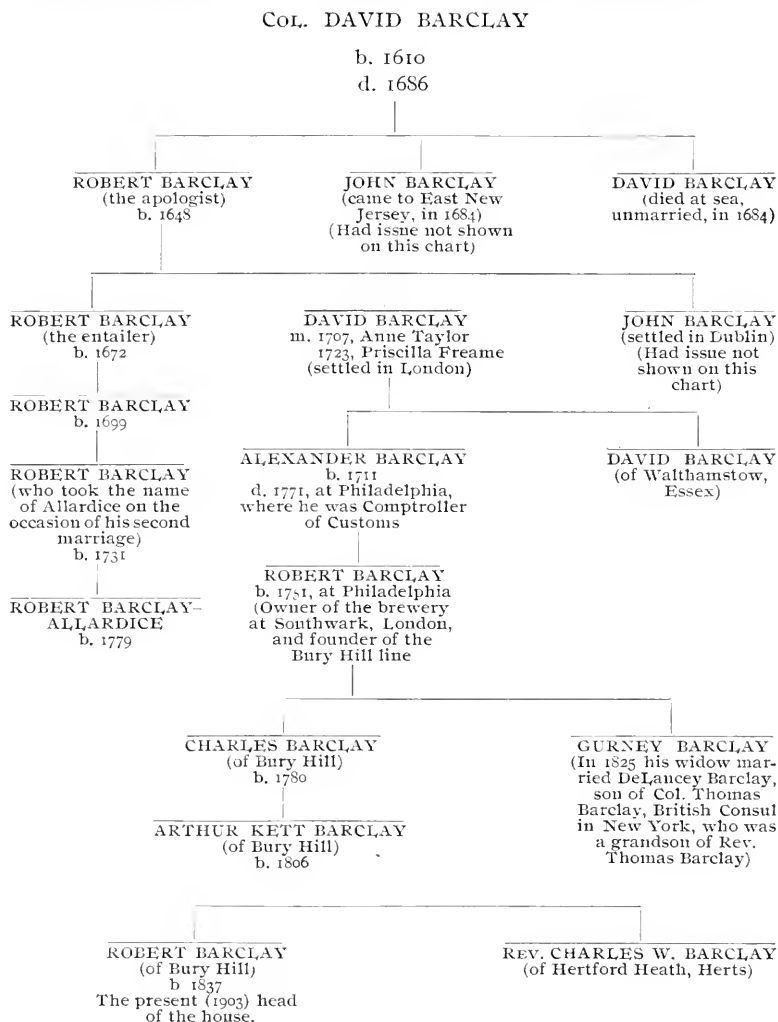 COL. DAVID BARCLAY
b. 1610
d. 1686
ROBERT BARCLAY
(the apologist)
b. 1648
JOHN BARCLAY
(came to East New
Jersey, in 1684)
(Had issue not shown
on this chart)
DAVID BARCLAY
(died at sea,
unmarried, in 1684)
ROBERT BARCLAY
(the entailer)
b. 1672
DAVID BARCLAY
m. 1707, Anne Taylor
1723, Priscilla Freame
(settled in London)
JOHN BARCLAY
(settled in Dublin)
(Had issue not
shown on this
chart)
ROBERT BARCLAY
b. 1699
ROBERT BARCLAY
(who took the name
of Allardice on the
occasion of his second
marriage)
b. 1731
ROBERT BARCLAY-
ALLARDICE
b. 1779
ALEXANDER BARCLAY
b. 1711
d. 1771, at Philadelphia,
where he was Comptroller
of Customs
DAVID BARCLAY
(of Walthamstow,
Essex)
ROBERT BARCLAY
b. 1751, at Philadelphia
(Owner of the brewery
at Southwark, London,
and founder of the
Bury Hill line
CHARLES BARCLAY
(of Bury Hill)
b. 1780
GURNEY BARCLAY
(In 1825 his widow mar-
ried DeLancey Barclay,
son of Col. Thomas
Barclay, British Consul
in New York, who was
a grandson of Rev.
Thomas Barclay)
ARTHUR KETT BARCLAY
(of Bury Hill)
b. 1806
ROBERT BARCLAY
(of Bury Hill)
b 1837
The present (1903) head
of the house.
REV. CHARLES W. BARCLAY
(of Hertford Heath, Herts)